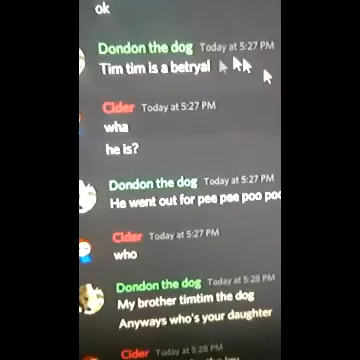 ok
Dondon the dog Today at 5:27 PM
Tim tim is a betryal
Cider Today at 5:27 PM
wha
he is?
Dondon the dog Today at 5:27 PM
He went out for pee pee poo poo
Cider Today at 5:27 PM
who
Dondon the dog Today at 5:28 PM
My brother timtim the dog
Anyways who's your daughter
Cider Today at 5:28 PM